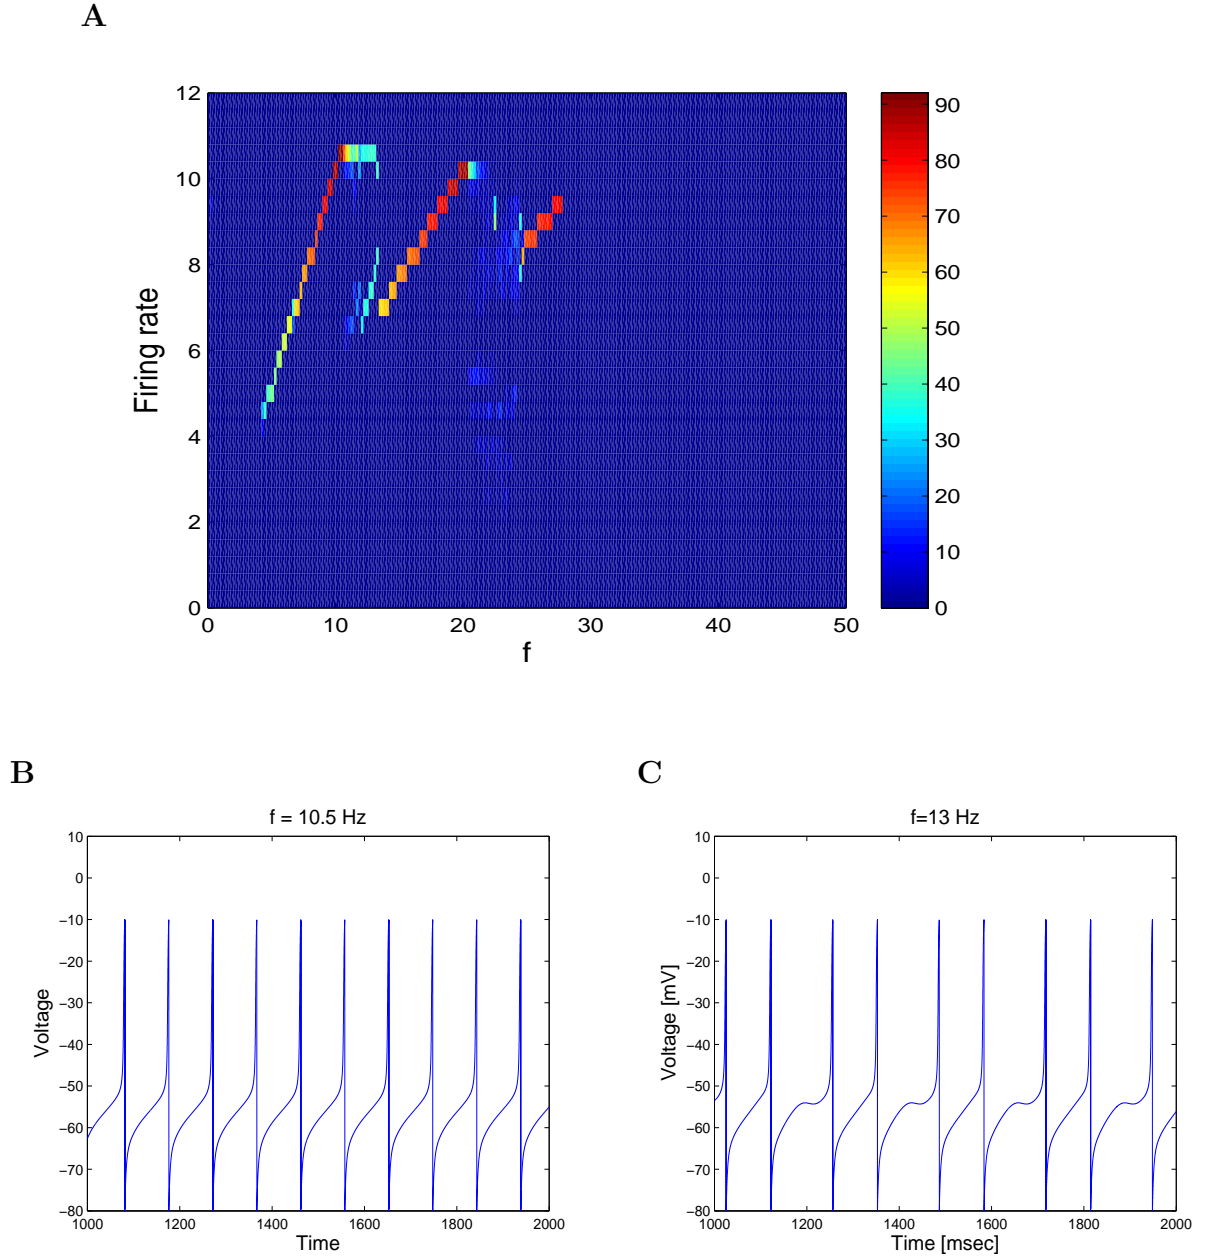 A
12
10
8
6
4
2
0
Firing rate
0 10 20 30 40 50
f
90
80
70
60
50
40
30
20
10
0
B
f = 10.5 Hz
10
0
−10
−20
−30
−40
−50
−60
−70
−80
Voltage
1000 1200 1400 1600 1800 2000
Time
C
f=13 Hz
10
0
−10
−20
−30
−40
−50
−60
−70
−80
Voltage [mV]
1000 1200 1400 1600 1800 2000
Time [msec]